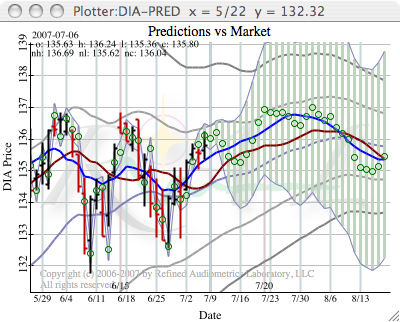 Plotter:DIA-PRED x = 5/22 y = 132.32
Predictions vs Market
2007-07-06
o: 135.63 h: 136.24 l: 135.36 c: 135.80
nh: 136.69 nl: 135.62 nc: 136.04
DIA Price
139
138
137
136
135
134
133
132
Copyright (c) 2006-2007 by Refined Audiometrics Laboratory, LLC
All rights reserved.
5/29 6/4 6/11 6/15 6/18 6/25 7/2 7/9 7/16 7/20 7/23 7/30 8/6 8/13
Date